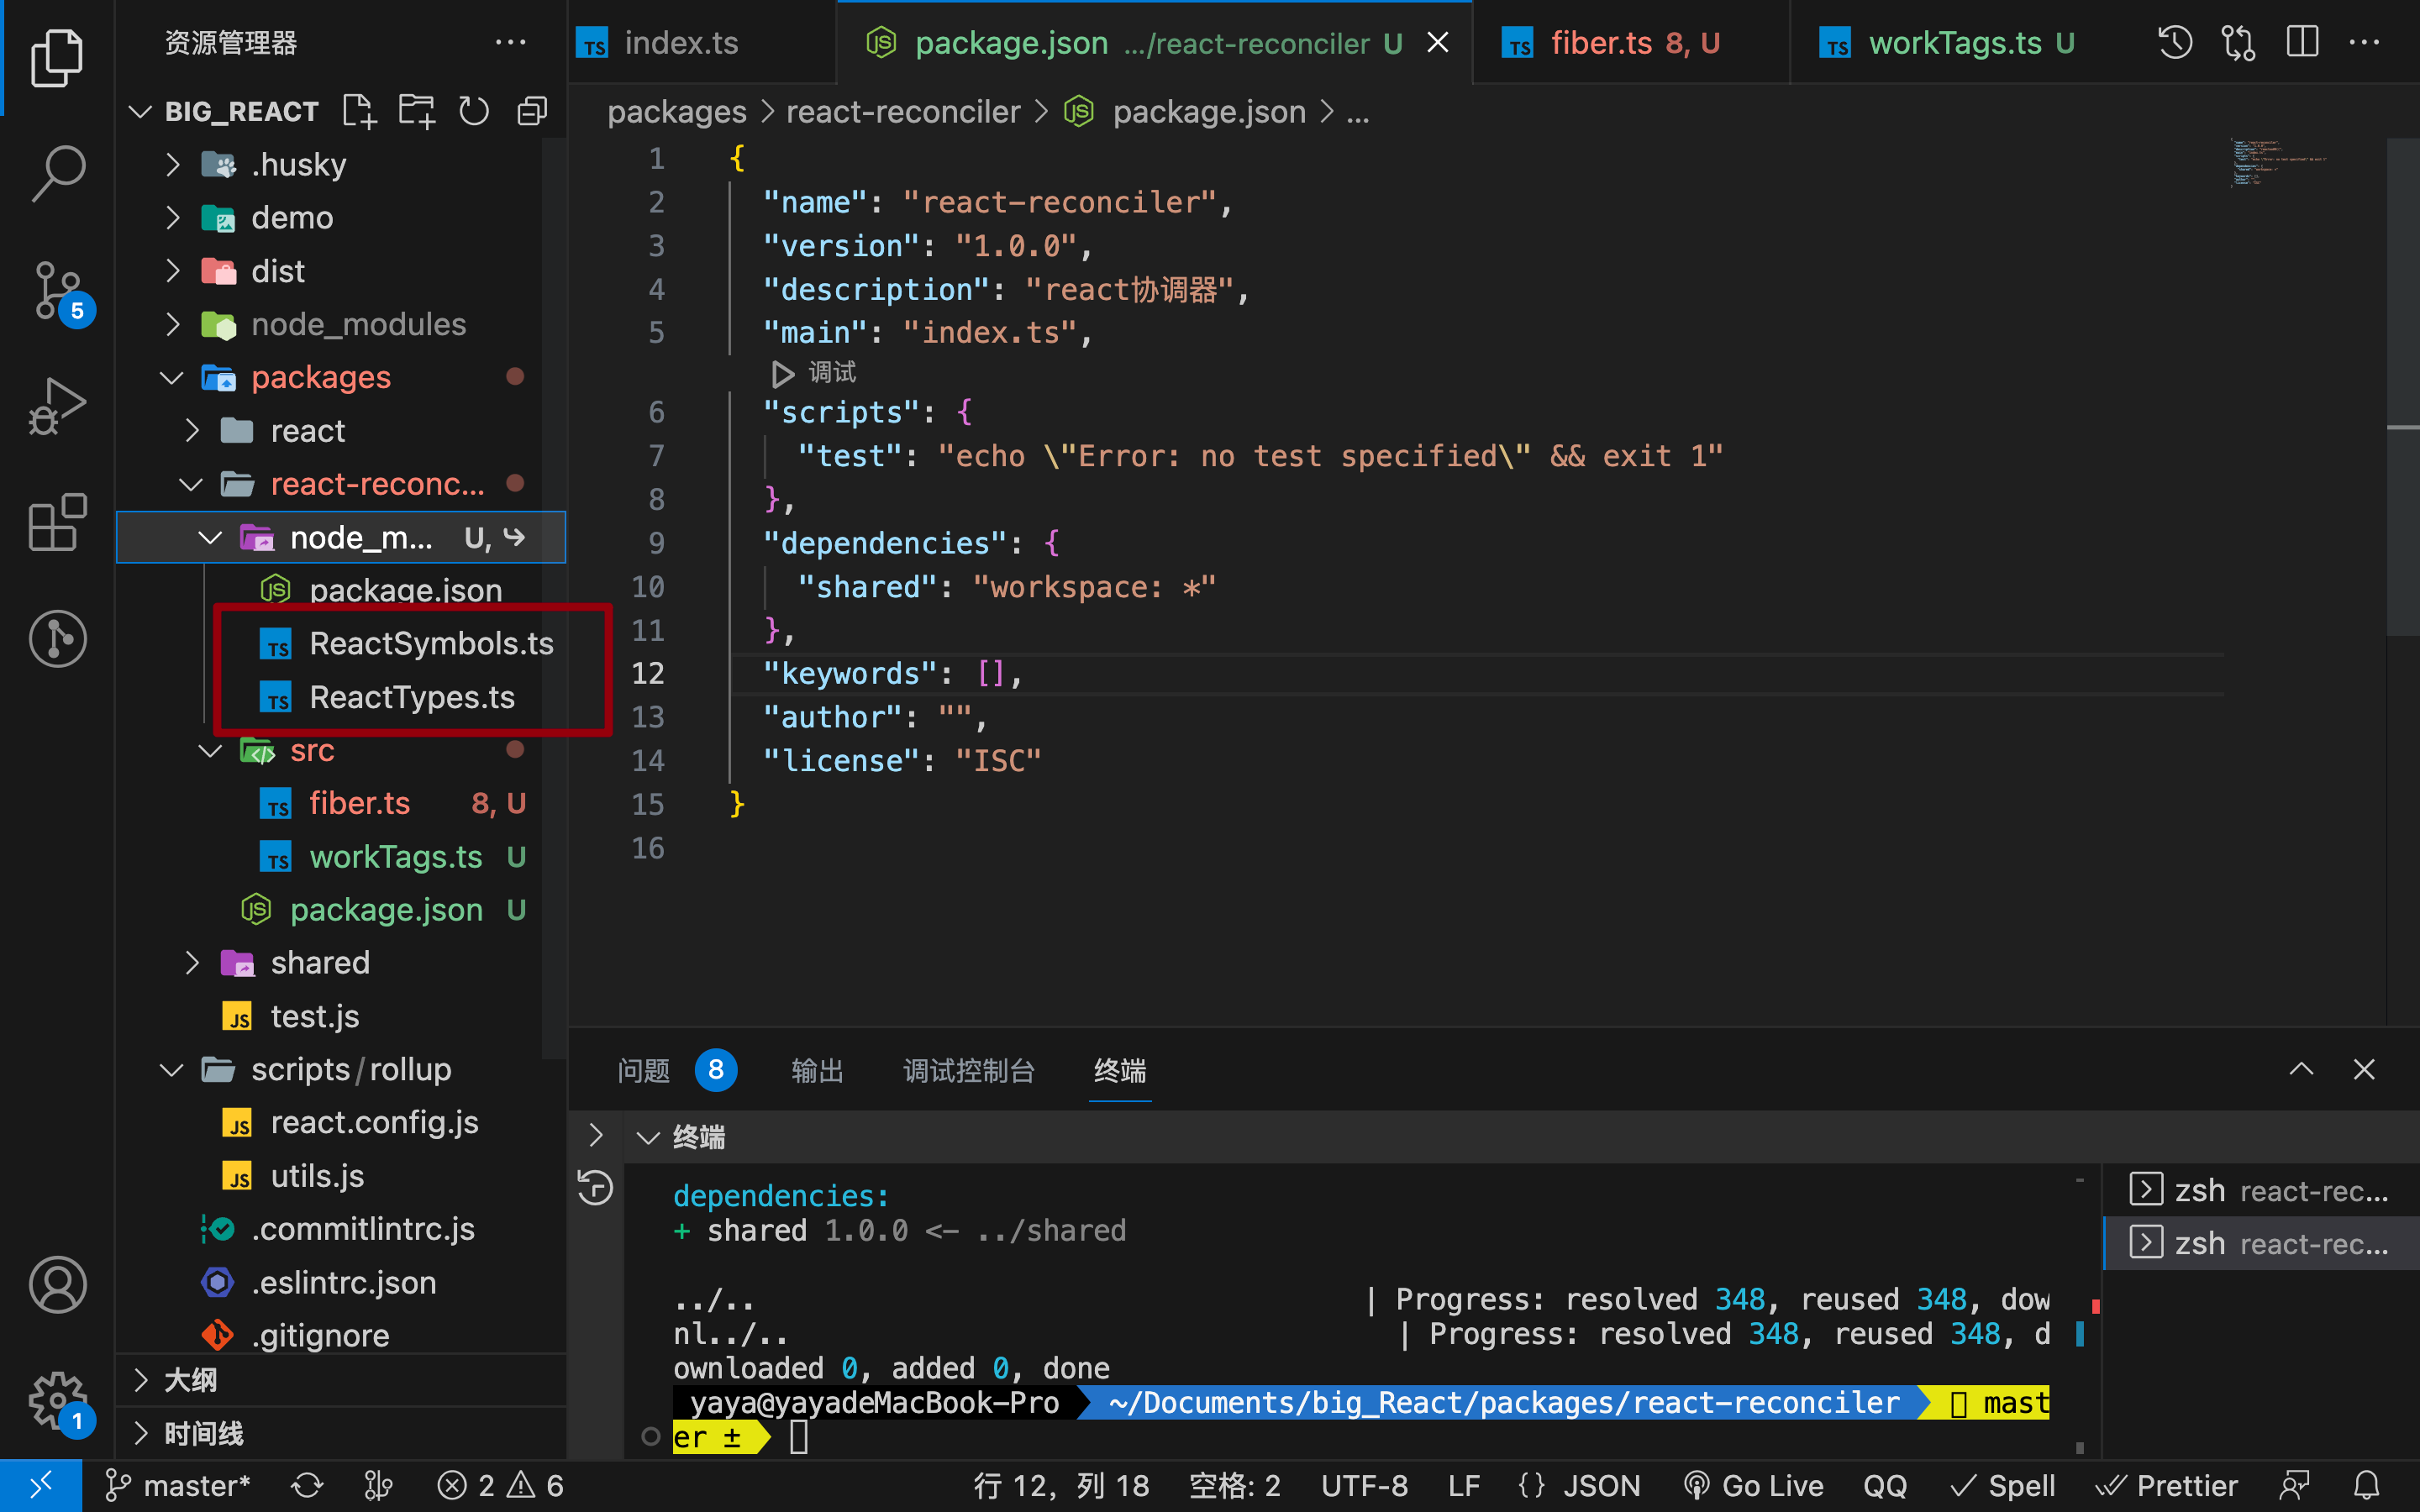 资源管理器
BIG_REACT
.husky
demo
dist
node_modules
packages
react
react-reconc...
node_m... U,
package.json
ReactSymbols.ts
ReactTypes.ts
src
fiber.ts 8, U
workTags.ts U
package.json U
shared
test.js
scripts/rollup
react.config.js
utils.js
.commitlintrc.js
.eslintrc.json
.gitignore
大纲
时间线
5
1
index.ts
package.json .../react-reconciler U
fiber.ts 8, U
workTags.ts U
packages > react-reconciler > package.json > ...
1 {
2 "name": "react-reconciler",
3 "version": "1.0.0",
4 "description": "react协调器",
5 "main": "index.ts",
调试
6 "scripts": {
7 "test": "echo \"Error: no test specified\" && exit 1"
8 },
9 "dependencies": {
10 "shared": "workspace: *"
11 },
12 "keywords": [],
13 "author": "",
14 "license": "ISC"
15 }
16
问题 8 输出 调试控制台 终端
终端
dependencies:
+ shared 1.0.0 <- ../shared
../.. | Progress: resolved 348, reused 348, dow
nl../.. | Progress: resolved 348, reused 348, d
ownloaded 0, added 0, done
yaya@yayadeMacBook-Pro ~/Documents/big_React/packages/react-reconciler mast
er ±
zsh react-rec...
zsh react-rec...
master* 2 6 行 12，列 18 空格: 2 UTF-8 LF {} JSON Go Live QQ Spell Prettier